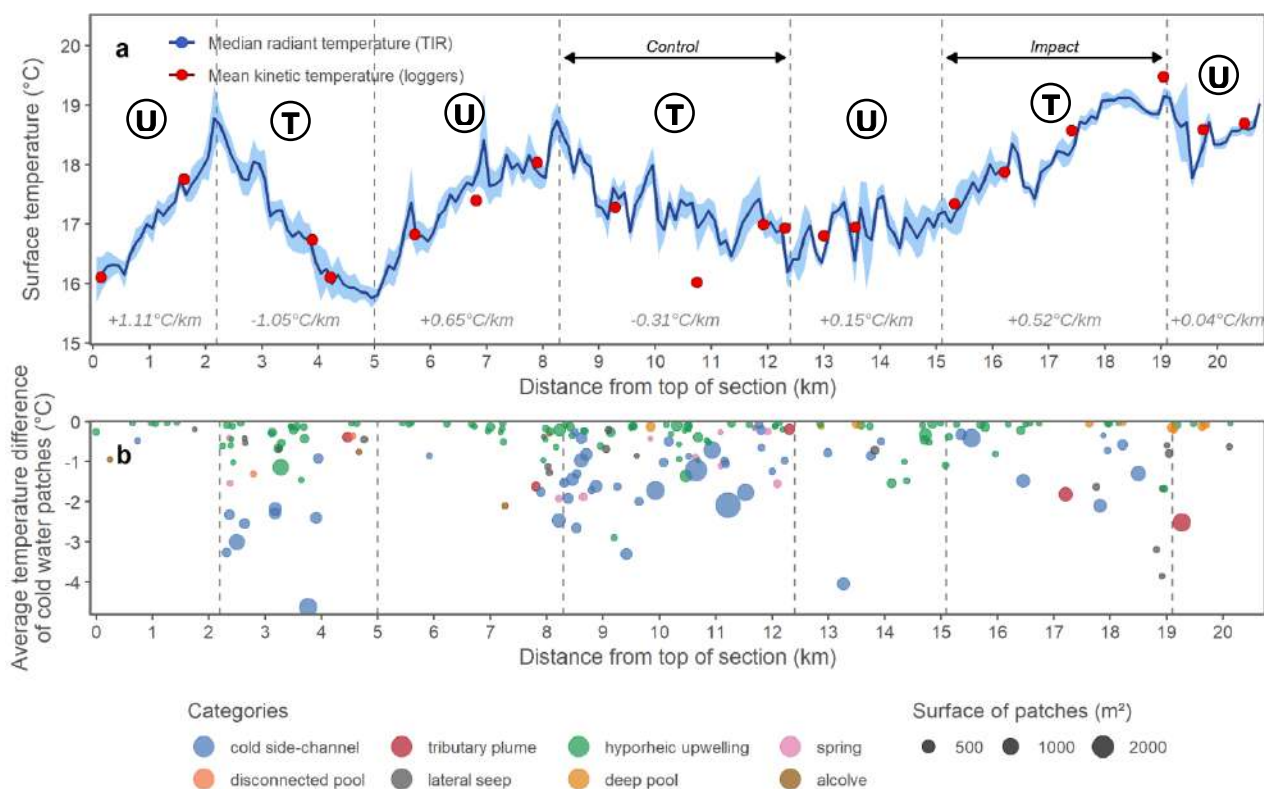 a
Median radiant temperature (TIR)
Mean kinetic temperature (loggers)
Control
Impact
U
T
U
T
U
T
U
Surface temperature (°C)
20
19
18
17
16
15
+1.11°C/km
-1.05°C/km
+0.65°C/km
-0.31°C/km
+0.15°C/km
+0.52°C/km
+0.04°C/km
0 1 2 3 4 5 6 7 8 9 10 11 12 13 14 15 16 17 18 19 20
Distance from top of section (km)
b
Average temperature difference
of cold water patches (°C)
0
-1
-2
-3
-4
0 1 2 3 4 5 6 7 8 9 10 11 12 13 14 15 16 17 18 19 20
Distance from top of section (km)
Categories
cold side-channel
tributary plume
hyporheic upwelling
spring
disconnected pool
lateral seep
deep pool
alcolve
Surface of patches (m²)
500
1000
2000